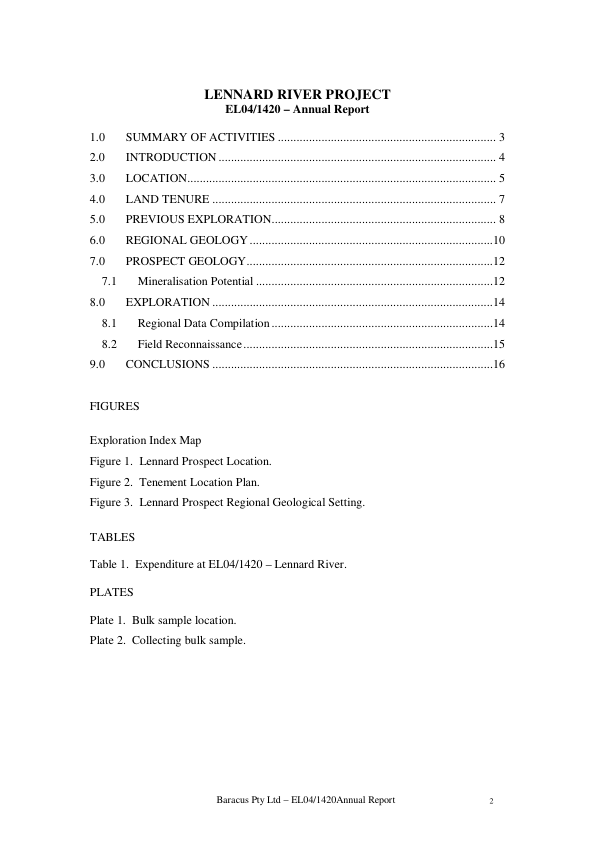 LENNARD RIVER PROJECT
EL04/1420 – Annual Report
1.0 SUMMARY OF ACTIVITIES ........................................................................ 3
2.0 INTRODUCTION ............................................................................................ 4
3.0 LOCATION...................................................................................................... 5
4.0 LAND TENURE .............................................................................................. 7
5.0 PREVIOUS EXPLORATION.......................................................................... 8
6.0 REGIONAL GEOLOGY .................................................................................10
7.0 PROSPECT GEOLOGY..................................................................................12
7.1 Mineralisation Potential ..............................................................................12
8.0 EXPLORATION .............................................................................................14
8.1 Regional Data Compilation .........................................................................14
8.2 Field Reconnaissance...................................................................................15
9.0 CONCLUSIONS .............................................................................................16
FIGURES
Exploration Index Map
Figure 1. Lennard Prospect Location.
Figure 2. Tenement Location Plan.
Figure 3. Lennard Prospect Regional Geological Setting.
TABLES
Table 1. Expenditure at EL04/1420 – Lennard River.
PLATES
Plate 1. Bulk sample location.
Plate 2. Collecting bulk sample.
Baracus Pty Ltd – EL04/1420Annual Report 2